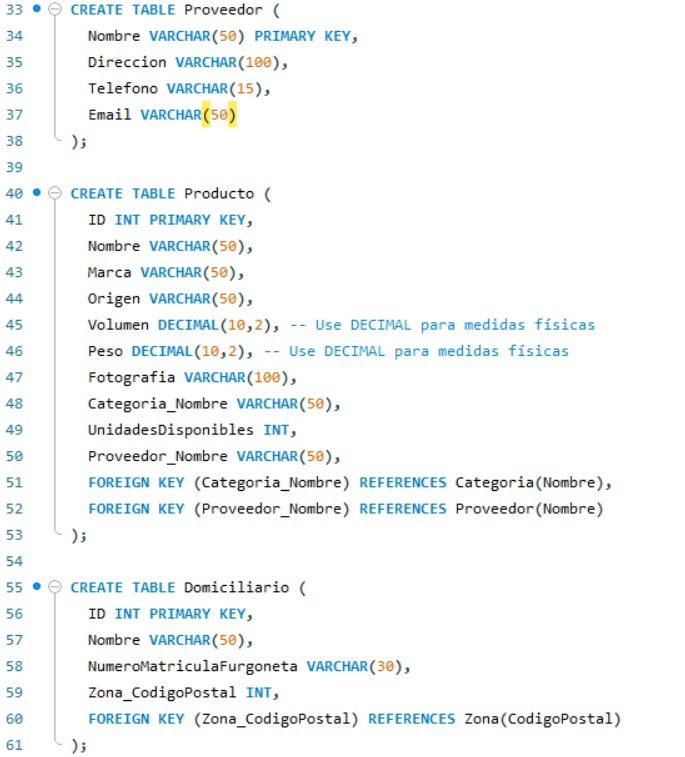 33 CREATE TABLE Proveedor (
34 Nombre VARCHAR(50) PRIMARY KEY,
35 Direccion VARCHAR(100),
36 Telefono VARCHAR(15),
37 Email VARCHAR(50)
38 );
39
40 CREATE TABLE Producto (
41 ID INT PRIMARY KEY,
42 Nombre VARCHAR(50),
43 Marca VARCHAR(50),
44 Origen VARCHAR(50),
45 Volumen DECIMAL(10,2), -- Use DECIMAL para medidas físicas
46 Peso DECIMAL(10,2), -- Use DECIMAL para medidas físicas
47 Fotografia VARCHAR(100),
48 Categoria_Nombre VARCHAR(50),
49 UnidadesDisponibles INT,
50 Proveedor_Nombre VARCHAR(50),
51 FOREIGN KEY (Categoria_Nombre) REFERENCES Categoria(Nombre),
52 FOREIGN KEY (Proveedor_Nombre) REFERENCES Proveedor(Nombre)
53 );
54
55 CREATE TABLE Domiciliario (
56 ID INT PRIMARY KEY,
57 Nombre VARCHAR(50),
58 NumeroMatriculaFurgoneta VARCHAR(30),
59 Zona_CodigoPostal INT,
60 FOREIGN KEY (Zona_CodigoPostal) REFERENCES Zona(CodigoPostal)
61 );